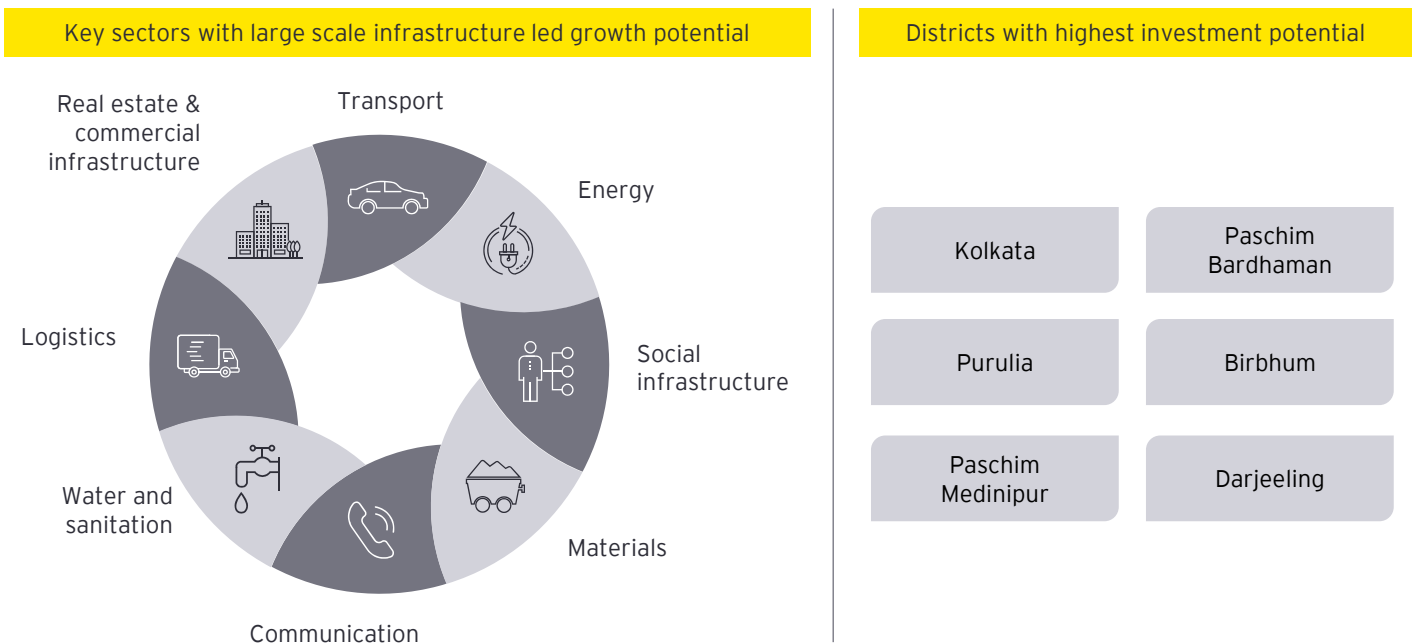 Key sectors with large scale infrastructure led growth potential
Transport
Energy
Social
infrastructure
Materials
Communication
Water and
sanitation
Logistics
Real estate &
commercial
infrastructure
Districts with highest investment potential
Kolkata
Paschim
Bardhaman
Purulia
Birbhum
Paschim
Medinipur
Darjeeling